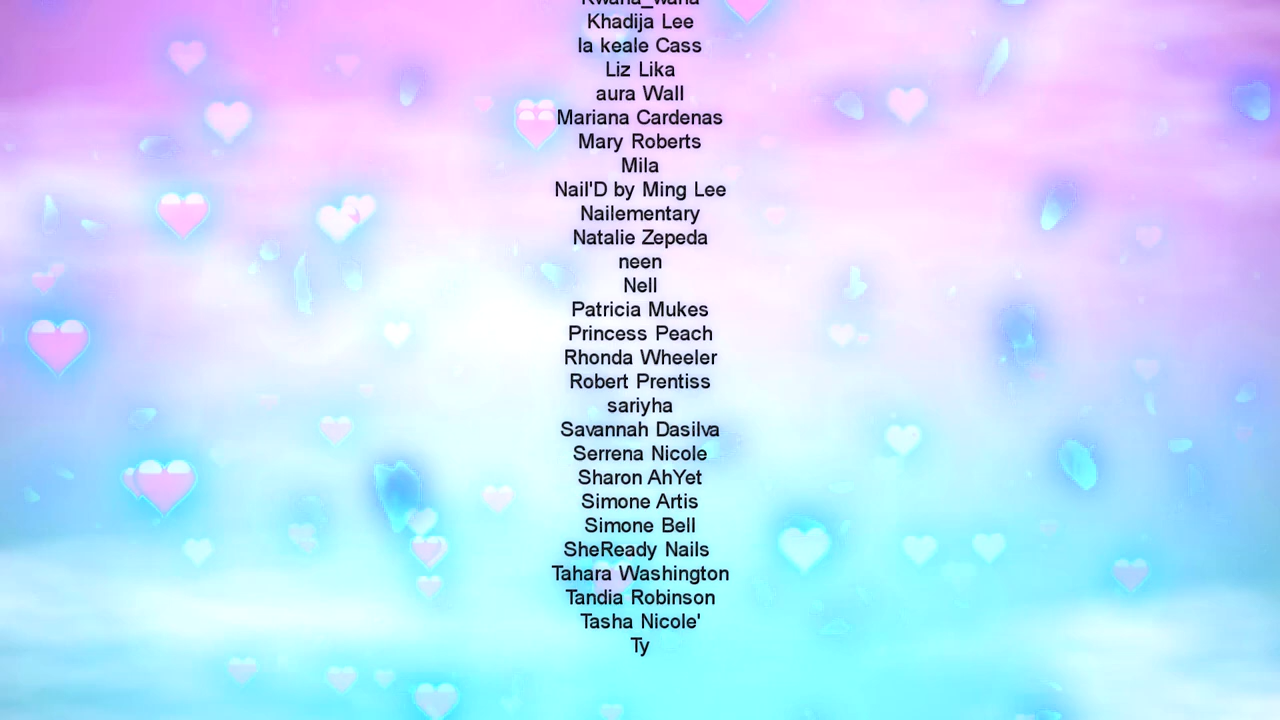 Khadija Lee
la keale Cass
Liz Lika
aura Wall
Mariana Cardenas
Mary Roberts
Mila
Nail'D by Ming Lee
Nailementary
Natalie Zepeda
neen
Nell
Patricia Mukes
Princess Peach
Rhonda Wheeler
Robert Prentiss
sariyha
Savannah Dasilva
Serrena Nicole
Sharon AhYet
Simone Artis
Simone Bell
SheReady Nails
Tahara Washington
Tandia Robinson
Tasha Nicole'
Ty